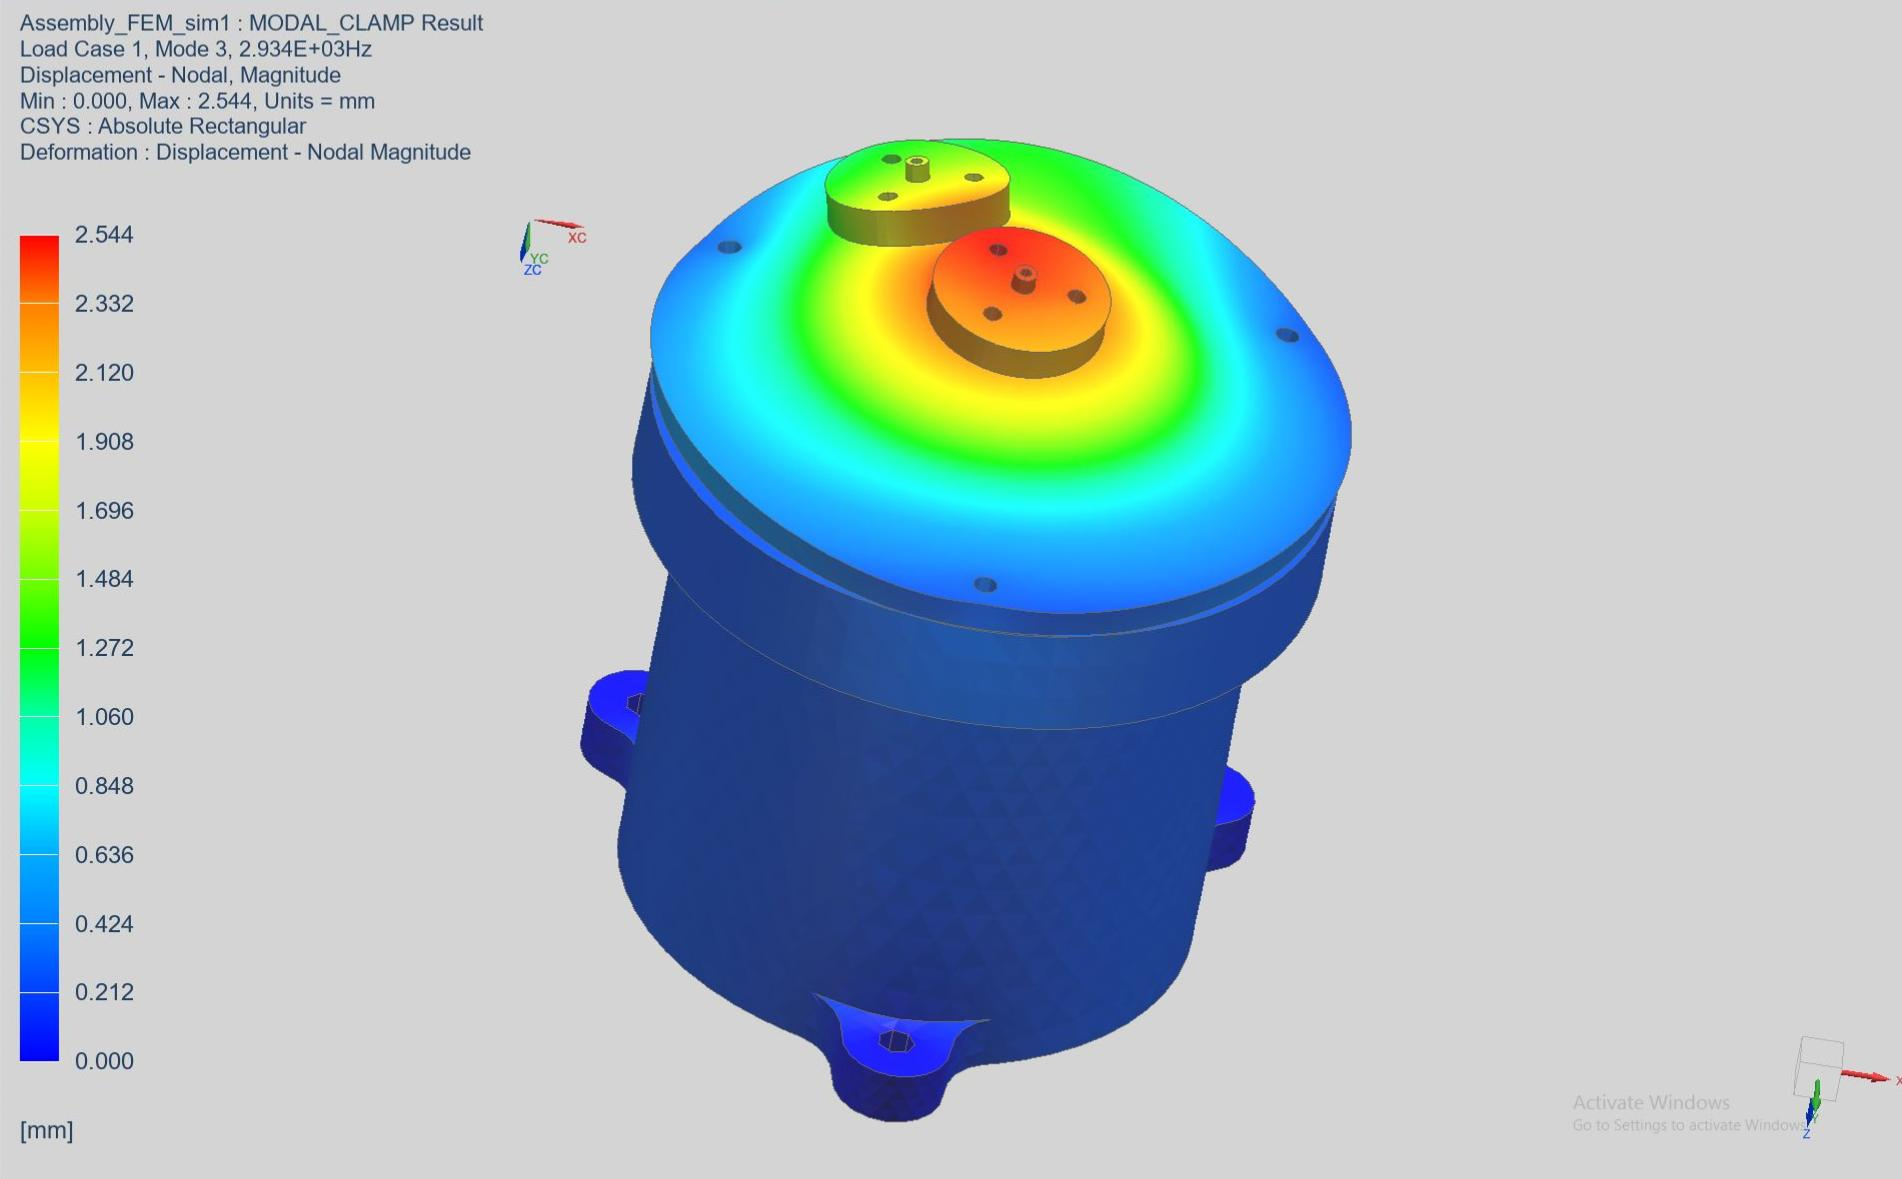 Assembly_FEM_sim1 : MODAL_CLAMP Result
Load Case 1, Mode 3, 2.934E+03Hz
Displacement - Nodal, Magnitude
Min : 0.000, Max : 2.544, Units = mm
CSYS : Absolute Rectangular
Deformation : Displacement - Nodal Magnitude
XC
YC
ZC
2.544
2.332
2.120
1.908
1.696
1.484
1.272
1.060
0.848
0.636
0.424
0.212
0.000
[mm]
X
Y
Z
Activate Windows
Go to Settings to activate Windows.